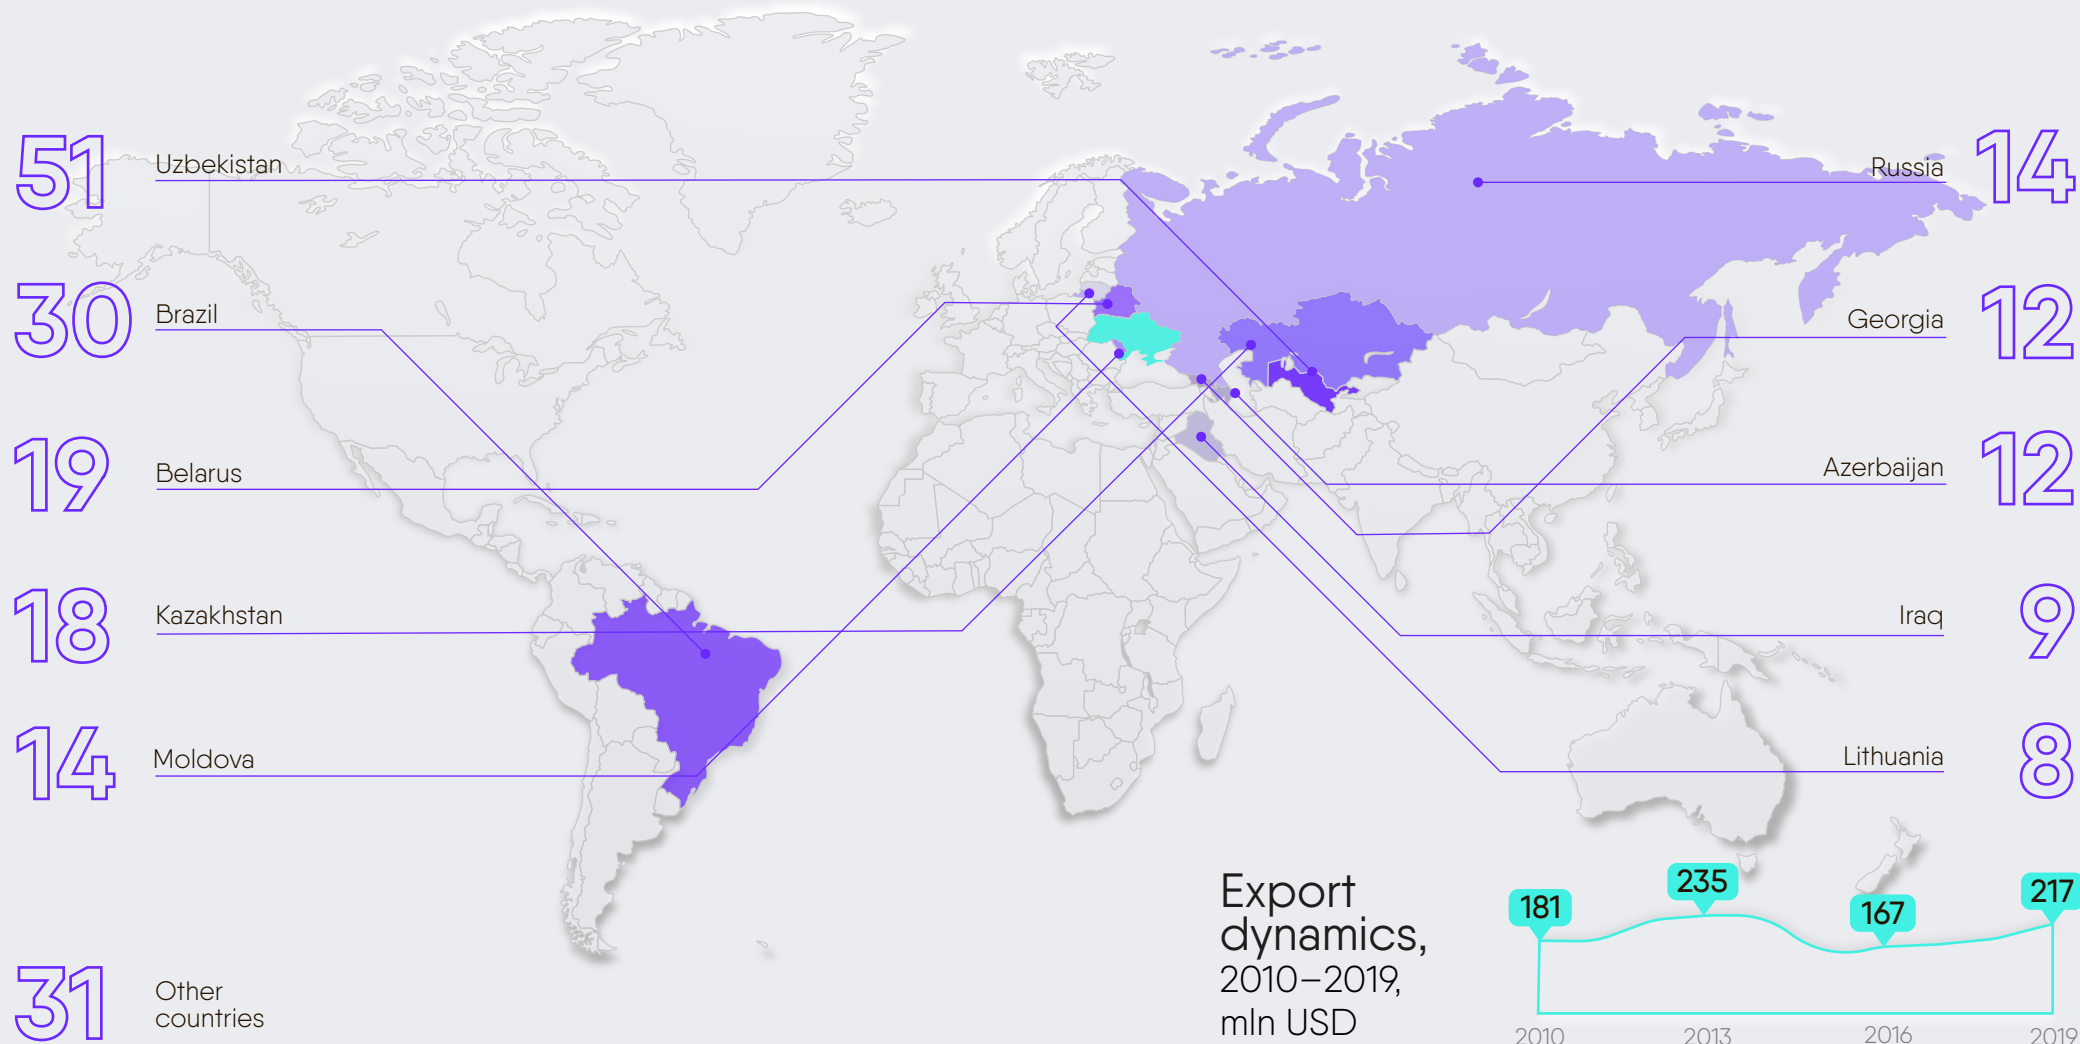 51 Uzbekistan
30 Brazil
19 Belarus
18 Kazakhstan
14 Moldova
31 Other
countries
Russia 14
Georgia 12
Azerbaijan 12
Iraq 9
Lithuania 8
Export
dynamics,
2010–2019,
mln USD
181 235 167 217
2010 2013 2016 2019